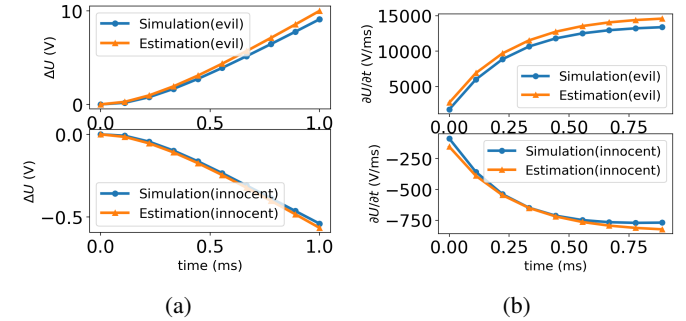 10
0
ΔU (V)
Simulation(evil)
Estimation(evil)
0.0 0.5 1.0
0.0
−0.5
ΔU (V)
Simulation(innocent)
Estimation(innocent)
0.0 0.5 1.0
time (ms)
(a)
15000
10000
5000
∂U/∂t (V/ms)
Simulation(evil)
Estimation(evil)
0.00 0.25 0.50 0.75
−250
−500
−750
∂U/∂t (V/ms)
Simulation(innocent)
Estimation(innocent)
0.00 0.25 0.50 0.75
time (ms)
(b)